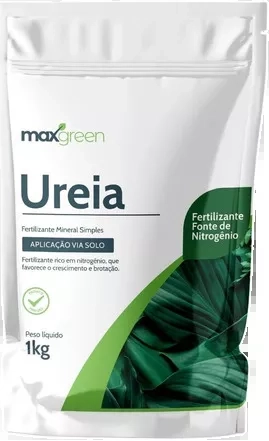 maxgreen
Ureia
Fertilizante Mineral Simples
APLICAÇÃO VIA SOLO
Fertilizante rico em nitrogênio, que
favorece o crescimento e brotação.
Fertilizante
Fonte de
Nitrogênio
Peso líquido
1kg